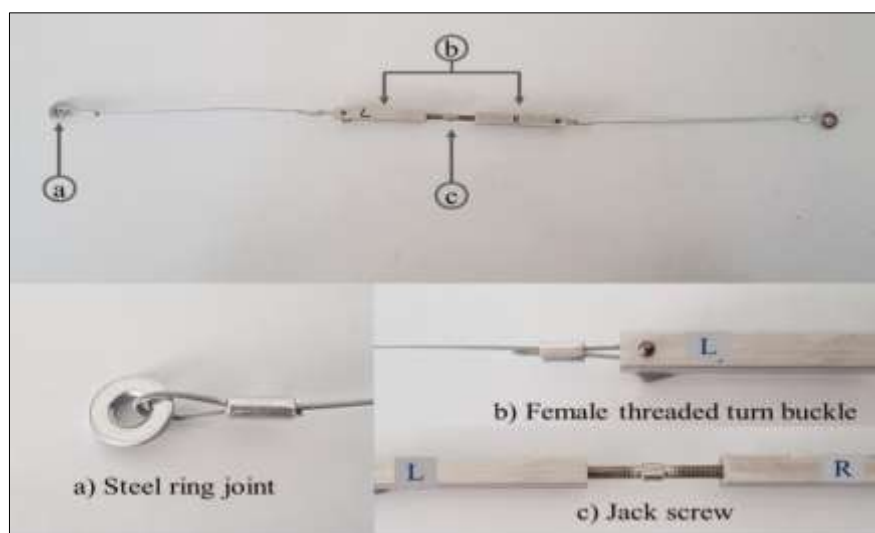 b
L
a
c
L
b) Female threaded turn buckle
a) Steel ring joint
L
R
c) Jack screw